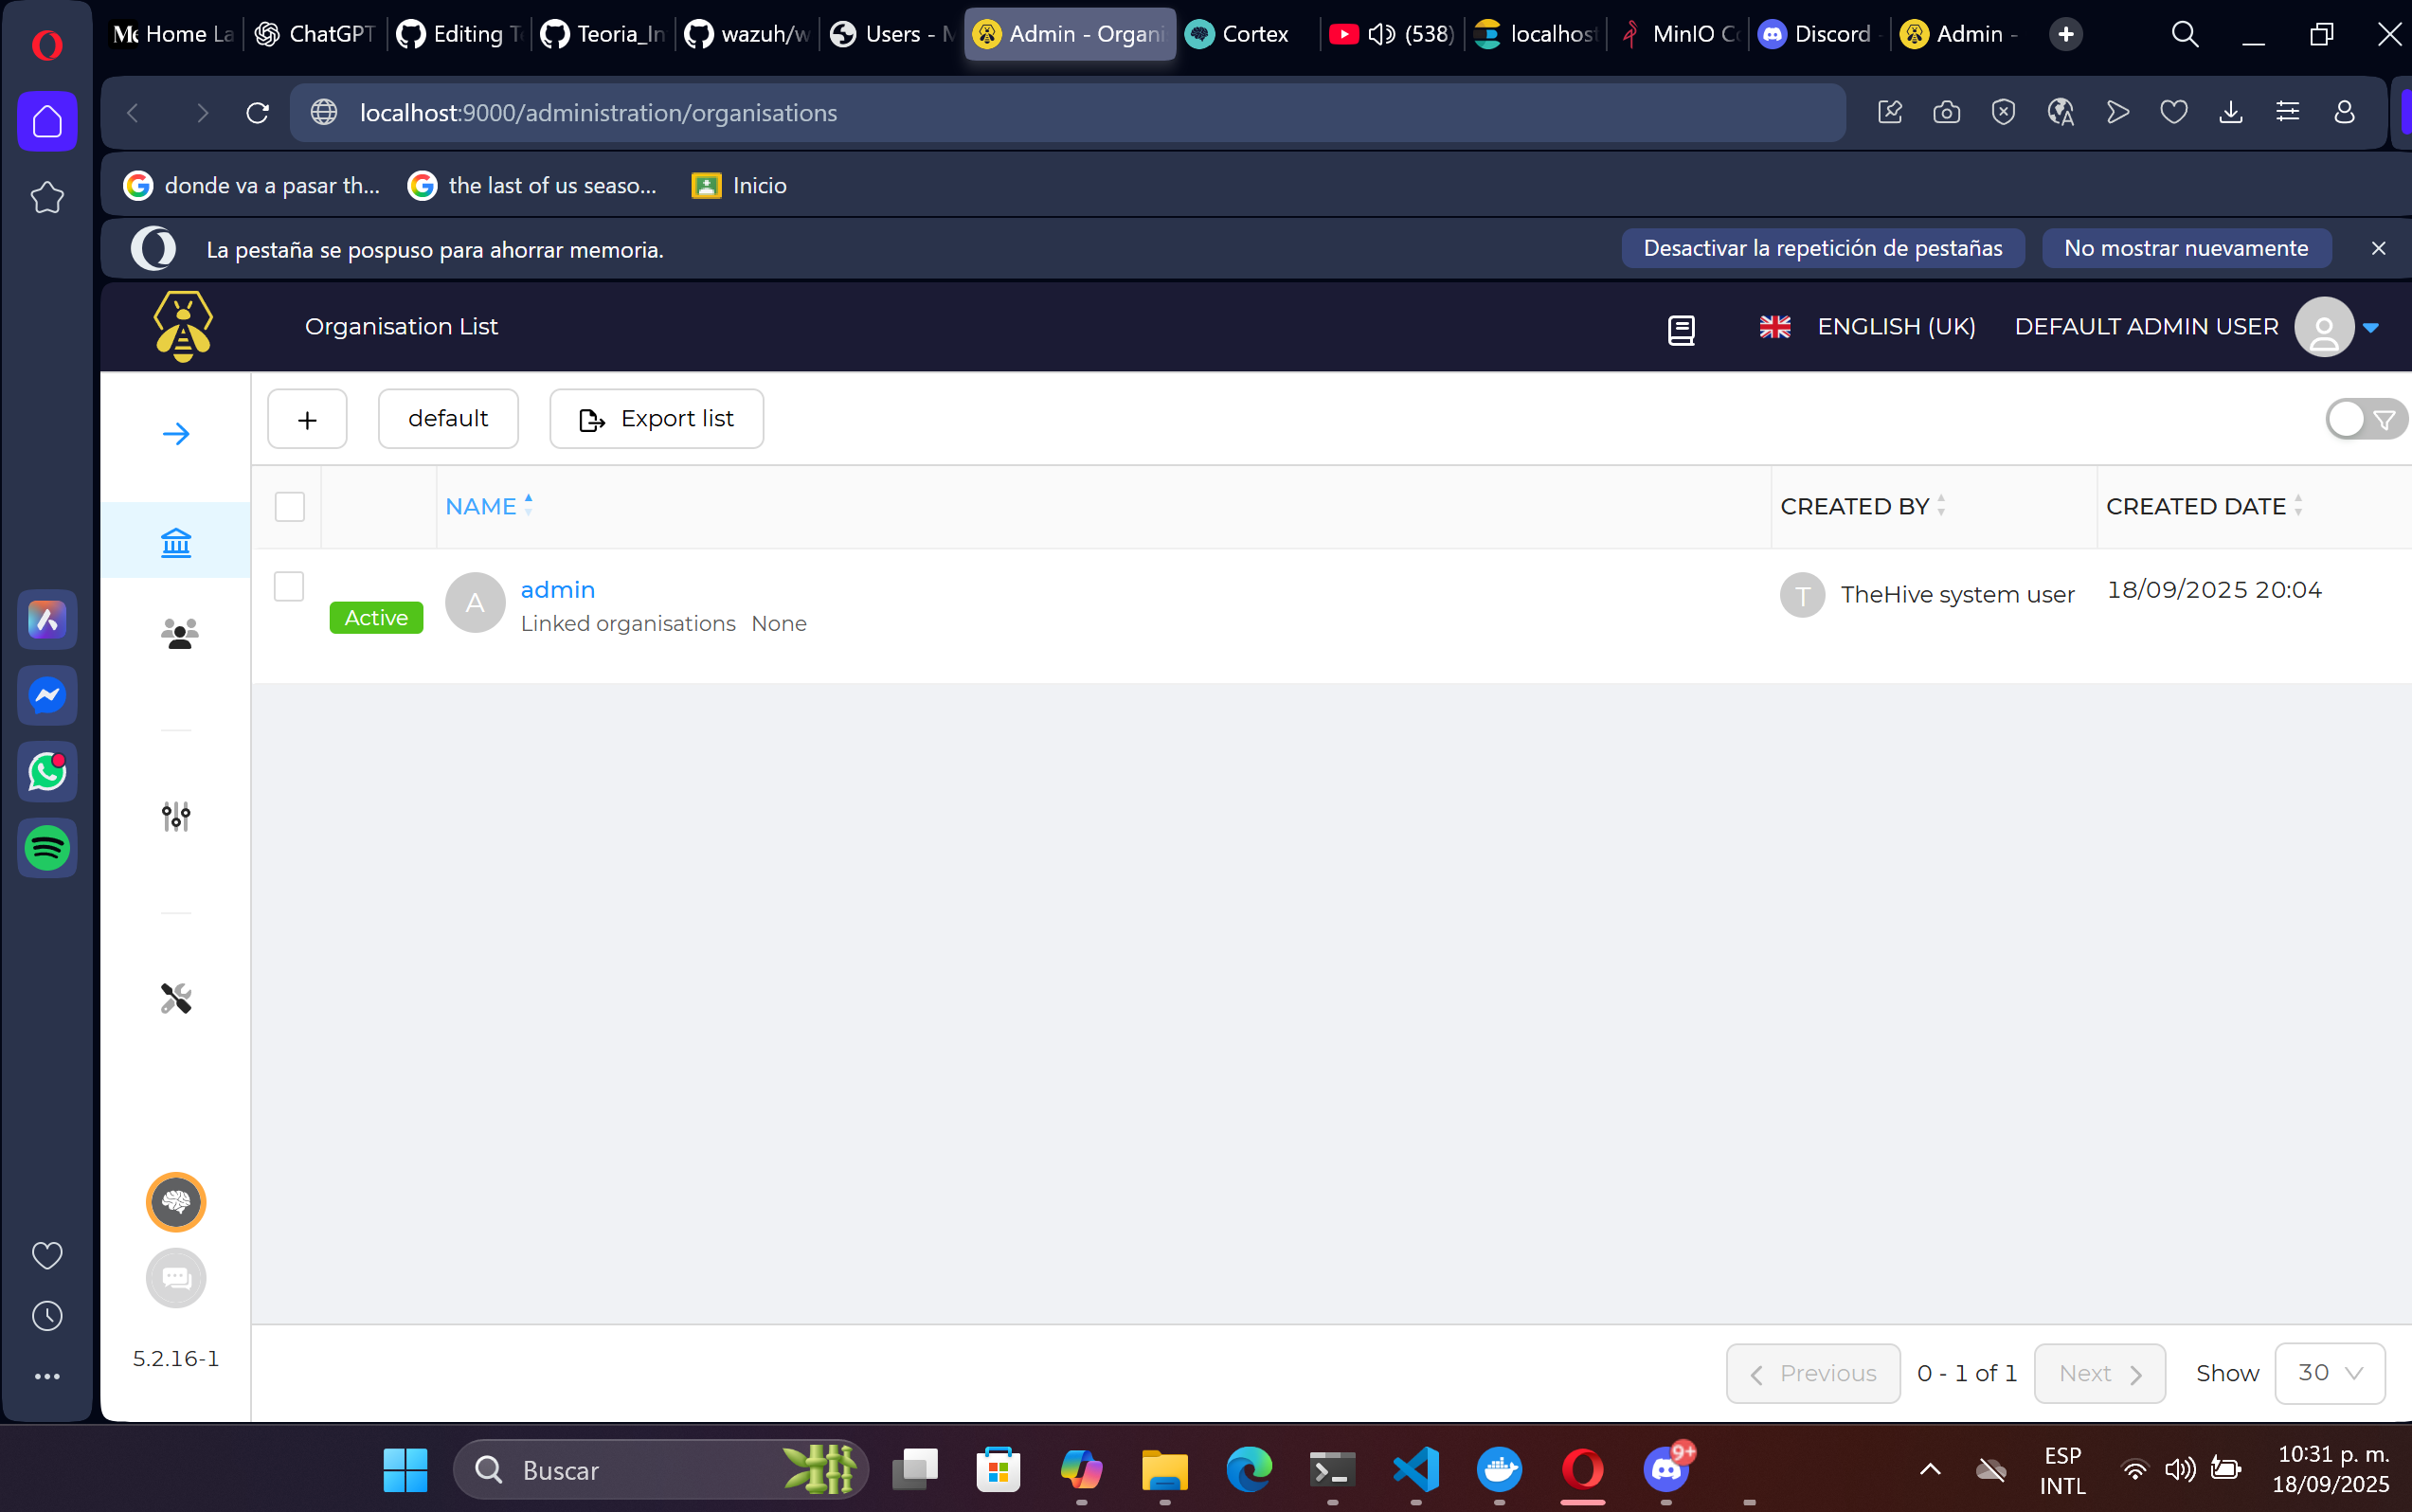 Home La
ChatGPT
Editing T
Teoria_In
wazuh/w
Users - M
Admin - Organi
Cortex
(538)
localhost
MinIO Co
Discord -
Admin -
localhost:9000/administration/organisations
donde va a pasar th...
the last of us seaso...
Inicio
La pestaña se pospuso para ahorrar memoria.
Desactivar la repetición de pestañas
No mostrar nuevamente
Organisation List
ENGLISH (UK)
DEFAULT ADMIN USER
+
default
Export list
NAME
CREATED BY
CREATED DATE
Active
A
admin
Linked organisations None
T
TheHive system user
18/09/2025 20:04
5.2.16-1
Previous
0 - 1 of 1
Next
Show
30
Buscar
9+
ESP
INTL
10:31 p. m.
18/09/2025